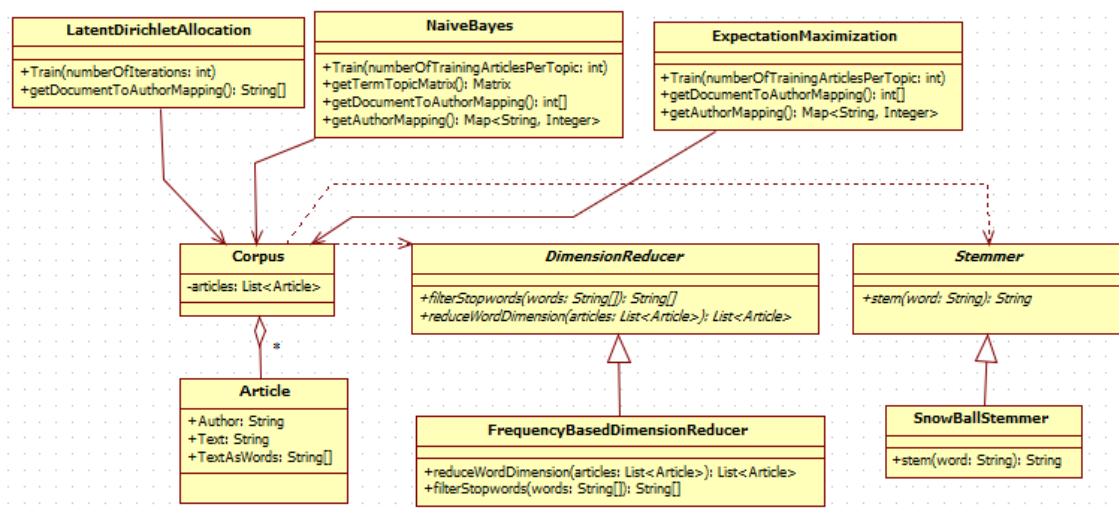 LatentDirichletAllocation
+Train(numberOfIterations: int)
+getDocumentToAuthorMapping(): String[]
NaiveBayes
+Train(numberOfTrainingArticlesPerTopic: int)
+getTermTopicMatrix(): Matrix
+getDocumentToAuthorMapping(): int[]
+getAuthorMapping(): Map<String, Integer>
ExpectationMaximization
+Train(numberOfTrainingArticlesPerTopic: int)
+getDocumentToAuthorMapping(): int[]
+getAuthorMapping(): Map<String, Integer>
Corpus
-articles: List<Article>
DimensionReducer
+filterStopwords(words: String[]): String[]
+reduceWordDimension(articles: List<Article>): List<Article>
Stemmer
+stem(word: String): String
*
Article
+Author: String
+Text: String
+TextAsWords: String[]
FrequencyBasedDimensionReducer
+reduceWordDimension(articles: List<Article>): List<Article>
+filterStopwords(words: String[]): String[]
SnowBallStemmer
+stem(word: String): String